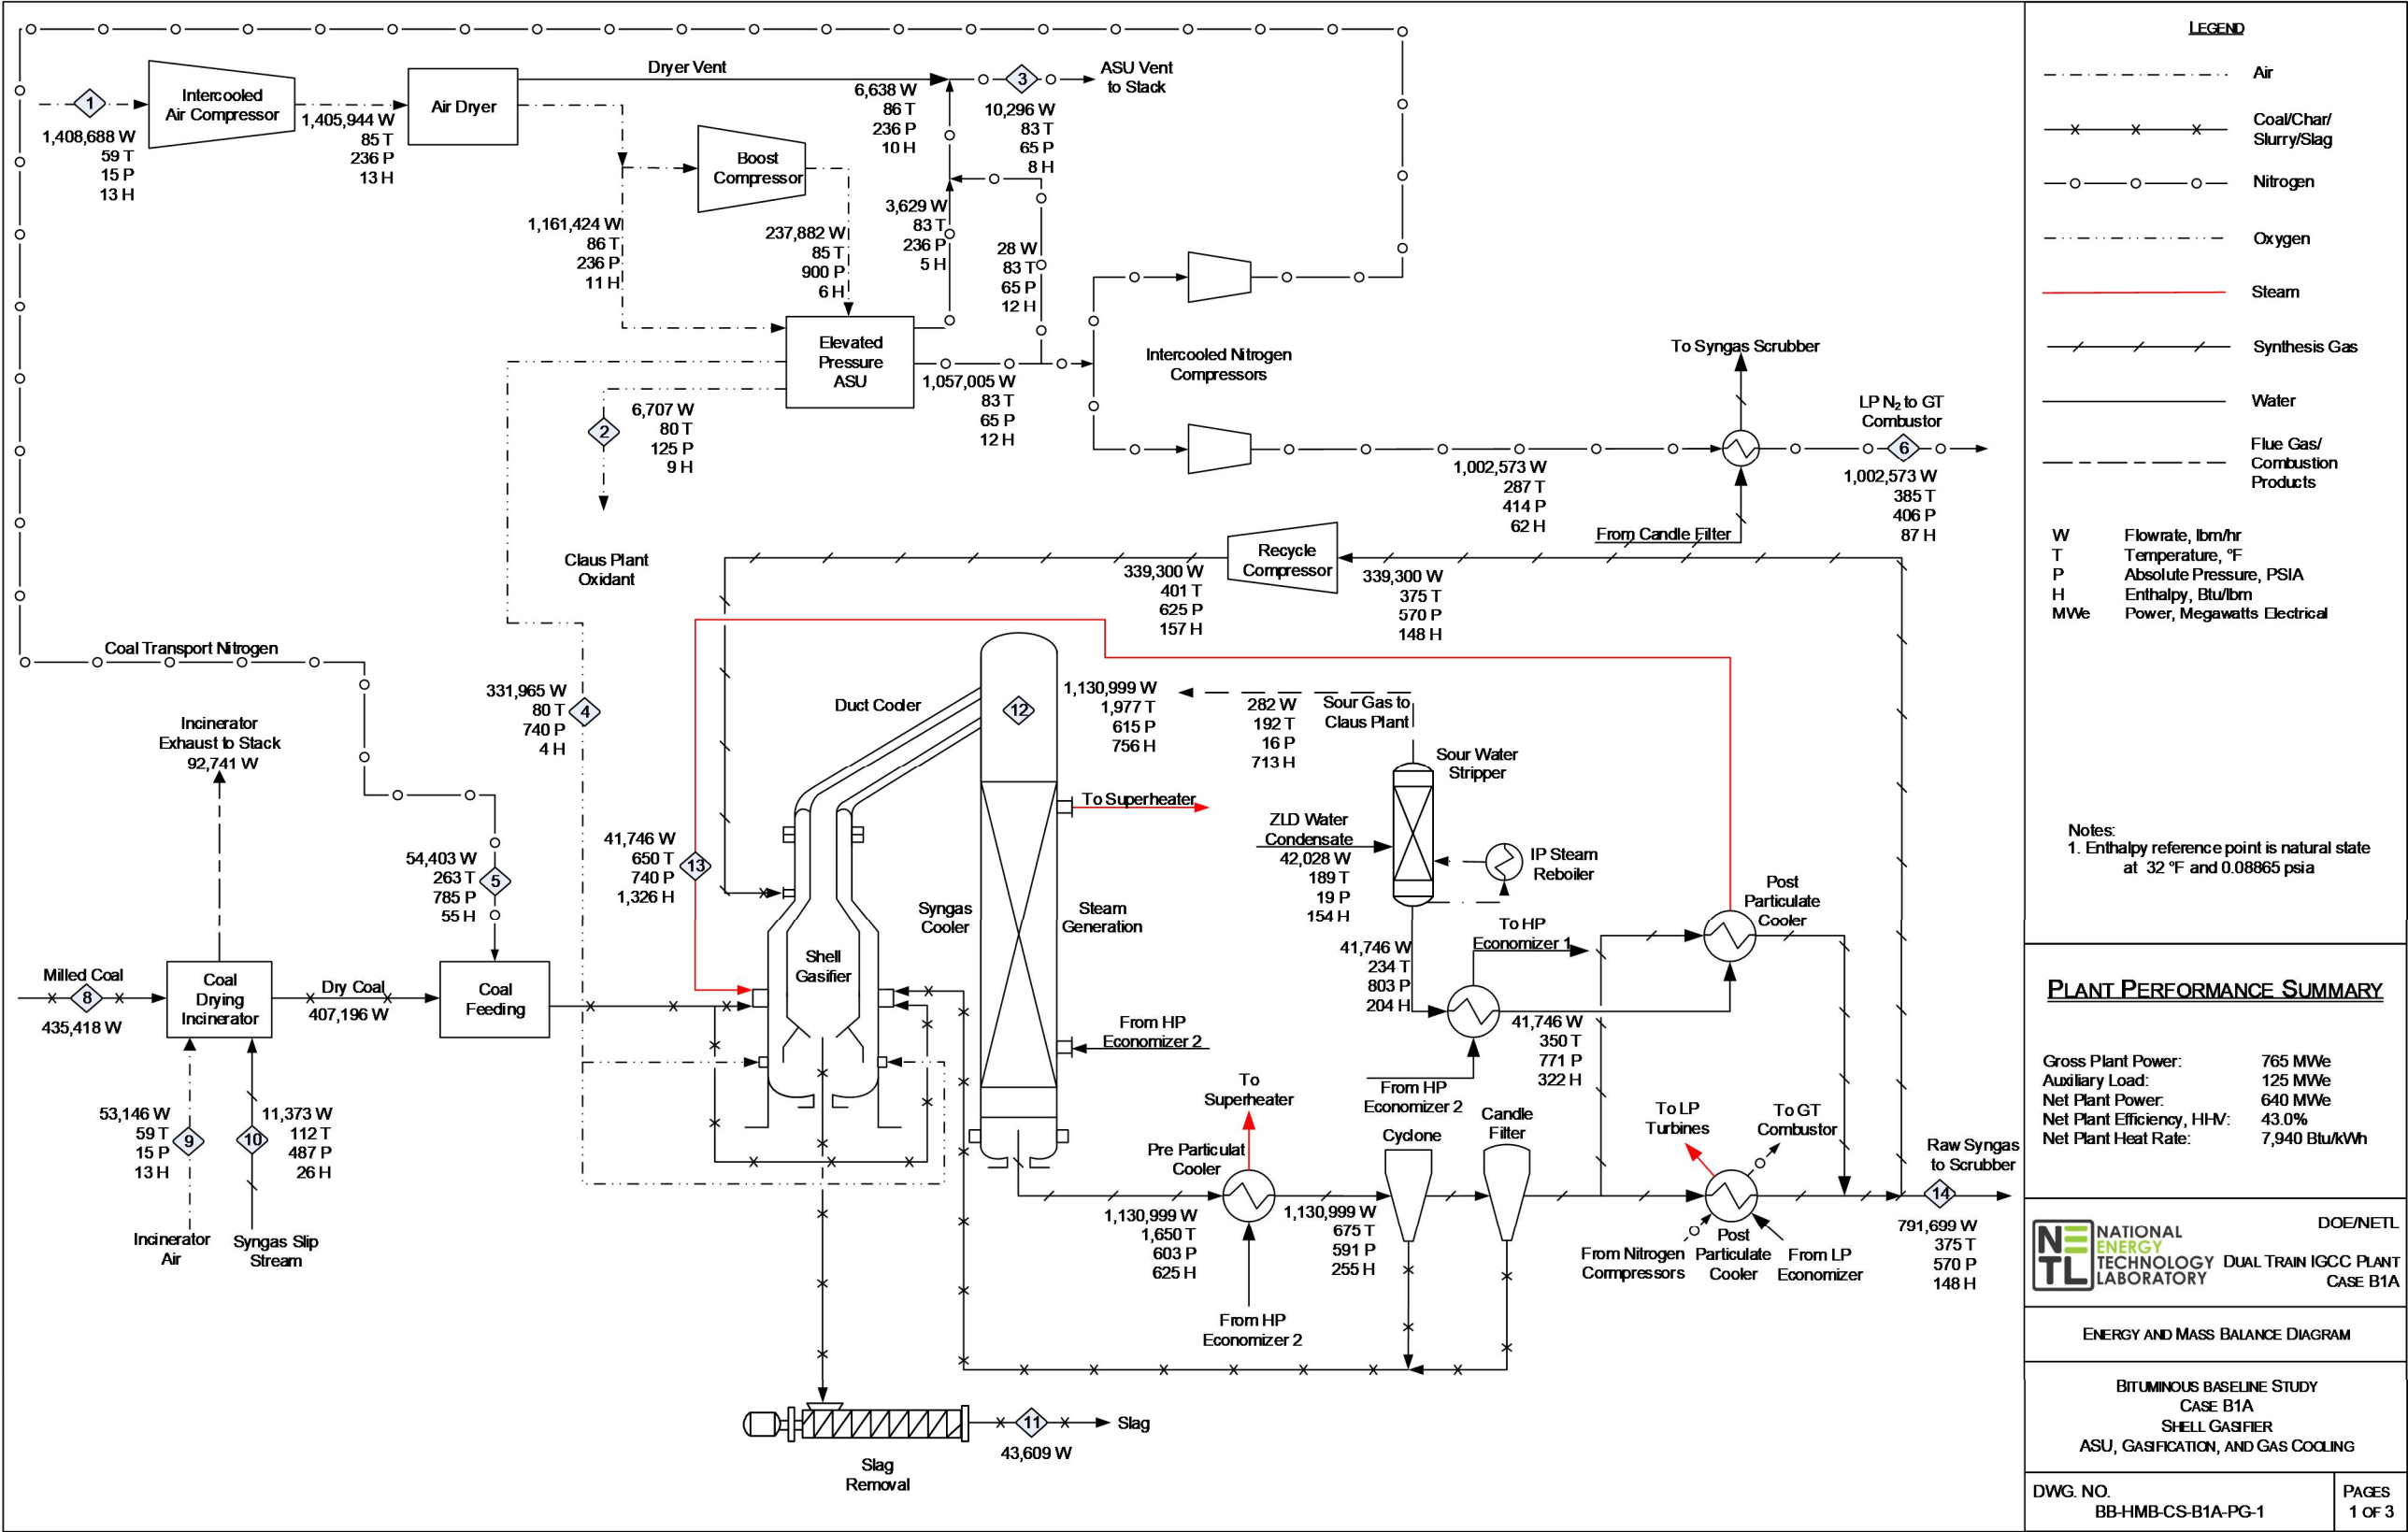 Dryer Vent
3
ASU Vent
to Stack
1
1,408,688 W
59 T
15 P
13 H
Intercooled
Air Compressor
1,405,944 W
85 T
236 P
13 H
Air Dryer
6,638 W
86 T
236 P
10 H
10,296 W
83 T
65 P
8 H
Boost
Compressor
1,161,424 W
86 T
236 P
11 H
237,882 W
85 T
900 P
6 H
3,629 W
83 T
236 P
5 H
28 W
83 T
65 P
12 H
Elevated
Pressure
ASU
1,057,005 W
83 T
65 P
12 H
Intercooled Nitrogen
Compressors
2
6,707 W
80 T
125 P
9 H
Claus Plant
Oxidant
To Syngas Scrubber
LP N₂ to GT
Combustor
6
1,002,573 W
287 T
414 P
62 H
1,002,573 W
385 T
406 P
87 H
From Candle Filter
Recycle
Compressor
339,300 W
401 T
625 P
157 H
339,300 W
375 T
570 P
148 H
Coal Transport Nitrogen
331,965 W
80 T
740 P
4 H
4
Incinerator
Exhaust to Stack
92,741 W
Duct Cooler
12
1,130,999 W
1,977 T
615 P
756 H
282 W
192 T
16 P
713 H
Sour Gas to
Claus Plant
Sour Water
Stripper
To Superheater
ZLD Water
Condensate
42,028 W
189 T
19 P
154 H
IP Steam
Reboiler
41,746 W
650 T
740 P
1,326 H
13
54,403 W
263 T
785 P
55 H
5
Syngas
Cooler
Steam
Generation
Shell
Gasifier
Post
Particulate
Cooler
To HP
Economizer 1
41,746 W
234 T
803 P
204 H
41,746 W
350 T
771 P
322 H
From HP
Economizer 2
From HP
Economizer 2
Milled Coal
8
435,418 W
Coal
Drying
Incinerator
Dry Coal
407,196 W
Coal
Feeding
53,146 W
59 T
15 P
13 H
9
10
11,373 W
112 T
487 P
26 H
Incinerator
Air
Syngas Slip
Stream
To
Superheater
Pre Particulat
Cooler
1,130,999 W
1,650 T
603 P
625 H
1,130,999 W
675 T
591 P
255 H
From HP
Economizer 2
Cyclone
Candle
Filter
To LP
Turbines
To GT
Combustor
From Nitrogen
Cormpressors
Post
Particulate
Cooler
From LP
Economizer
Raw Syngas
to Scrubber
14
791,699 W
375 T
570 P
148 H
11
Slag
43,609 W
Slag
Removal
LEGEND
Air
Coal/Char/
Slurry/Slag
Nitrogen
Oxygen
Steam
Synthesis Gas
Water
Flue Gas/
Combustion
Products
W Flowrate, lbm/hr
T Temperature, °F
P Absolute Pressure, PSIA
H Enthalpy, Btu/lbm
MWe Power, Megawatts Electrical
Notes:
1. Enthalpy reference point is natural state
at 32 °F and 0.08865 psia
PLANT PERFORMANCE SUMMARY
Gross Plant Power: 765 MWe
Auxiliary Load: 125 MWe
Net Plant Power: 640 MWe
Net Plant Efficiency, HHV: 43.0%
Net Plant Heat Rate: 7,940 Btu/kWh
NETL
NATIONAL
ENERGY
TECHNOLOGY
LABORATORY
DOE/NETL
DUAL TRAIN IGCC PLANT
CASE B1A
ENERGY AND MASS BALANCE DIAGRAM
BITUMINOUS BASELINE STUDY
CASE B1A
SHELL GASIFIER
ASU, GASIFICATION, AND GAS COOLING
DWG. NO.
BB-HMB-CS-B1A-PG-1
PAGES
1 OF 3